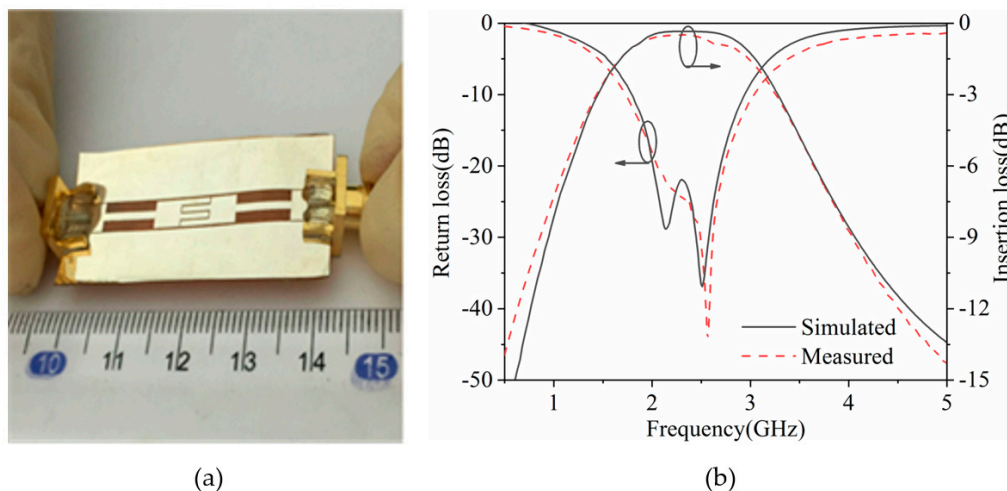 10 11 12 13 14 15
0
-10
-20
-30
-40
-50
Return loss(dB)
0
-3
-6
-9
-12
-15
Insertion loss(dB)
Simulated
Measured
1 2 3 4 5
Frequency(GHz)
(a) (b)